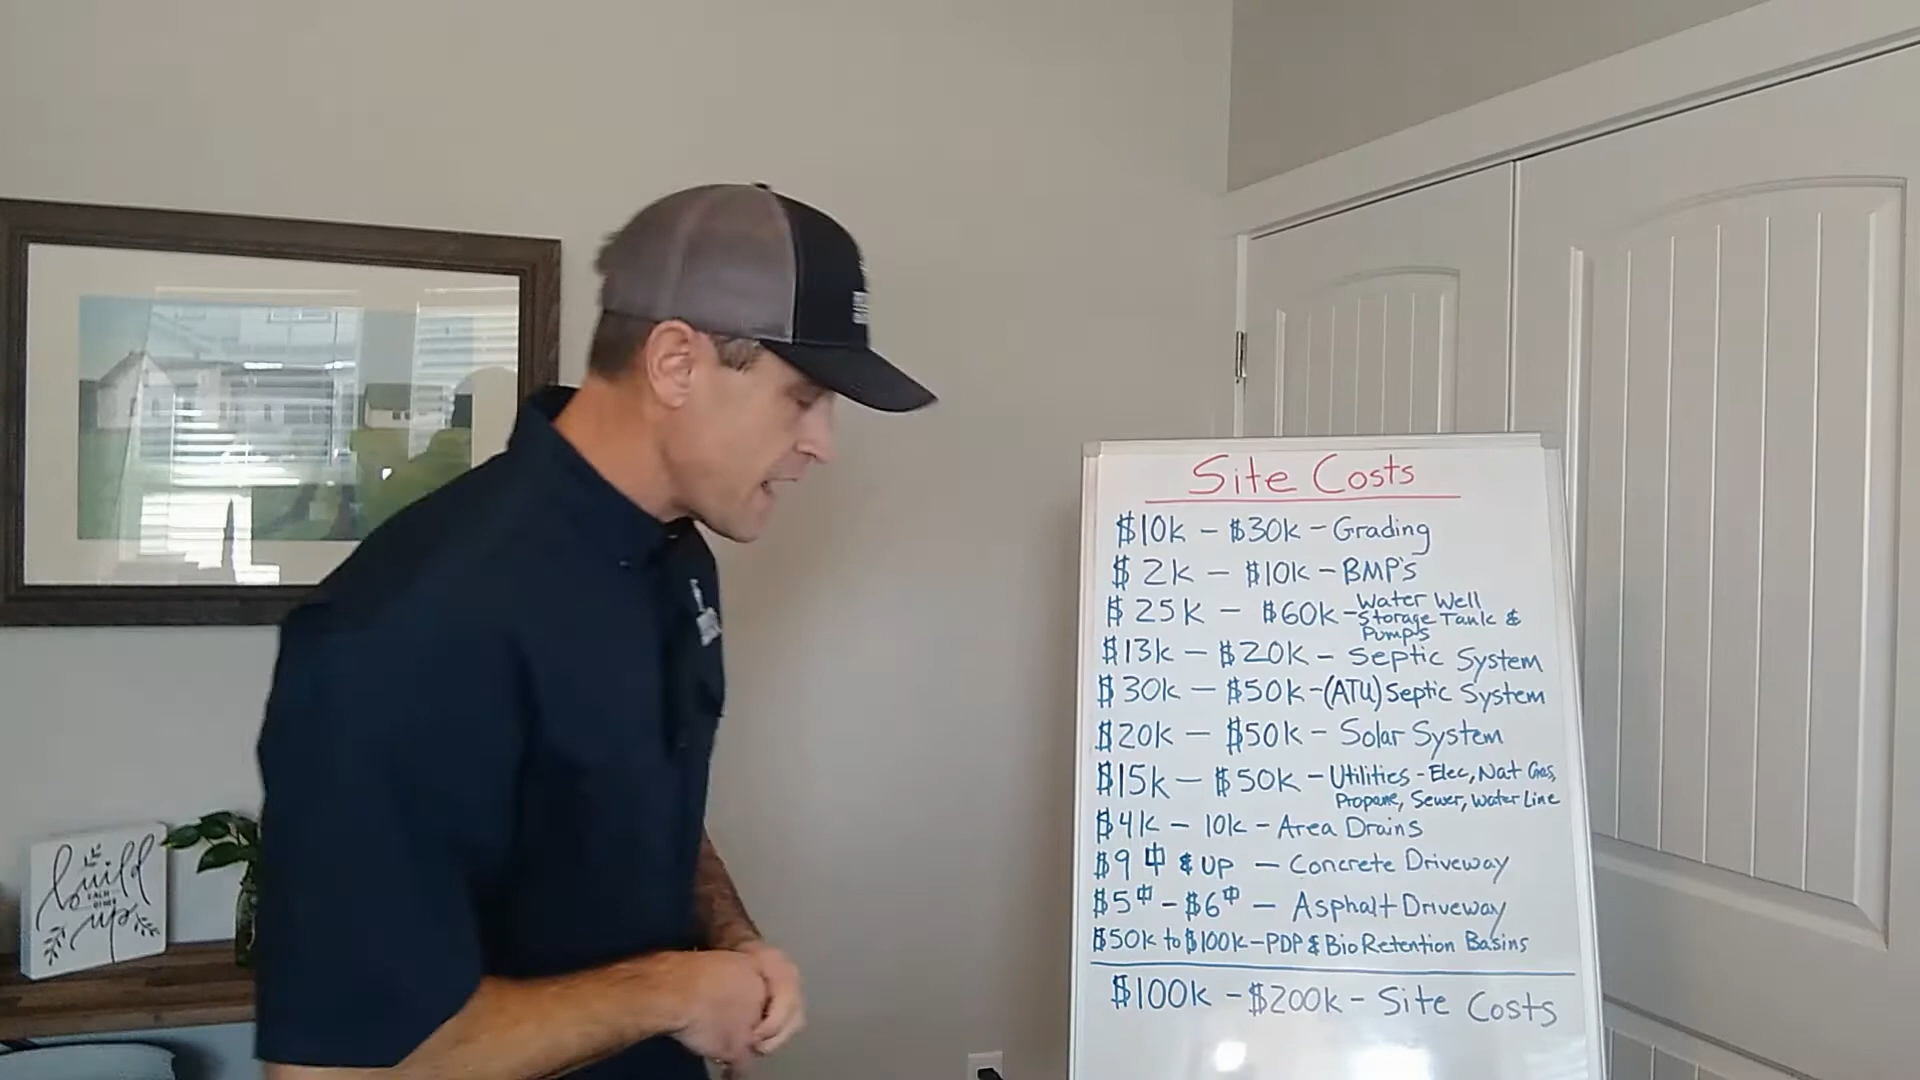 Site Costs
$10k - $30k - Grading
$ 2k - $10k - BMP's
$ 25k - $60k - Water Well
Storage Tank &
Pumps
$13k - $20k - Septic System
$30k - $50k - (ATU) Septic System
$20k - $50k - Solar System
$15k - $50k - Utilities - Elec, Nat Gas,
Propane, Sewer, Water Line
$4k - 10k - Area Drains
$9 ⏍ & UP - Concrete Driveway
$5 ⏍ - $6 ⏍ - Asphalt Driveway
$50k to $100k - PDP & Bio Retention Basins
$100k - $200k - Site Costs
build
EACH
OTHER
up